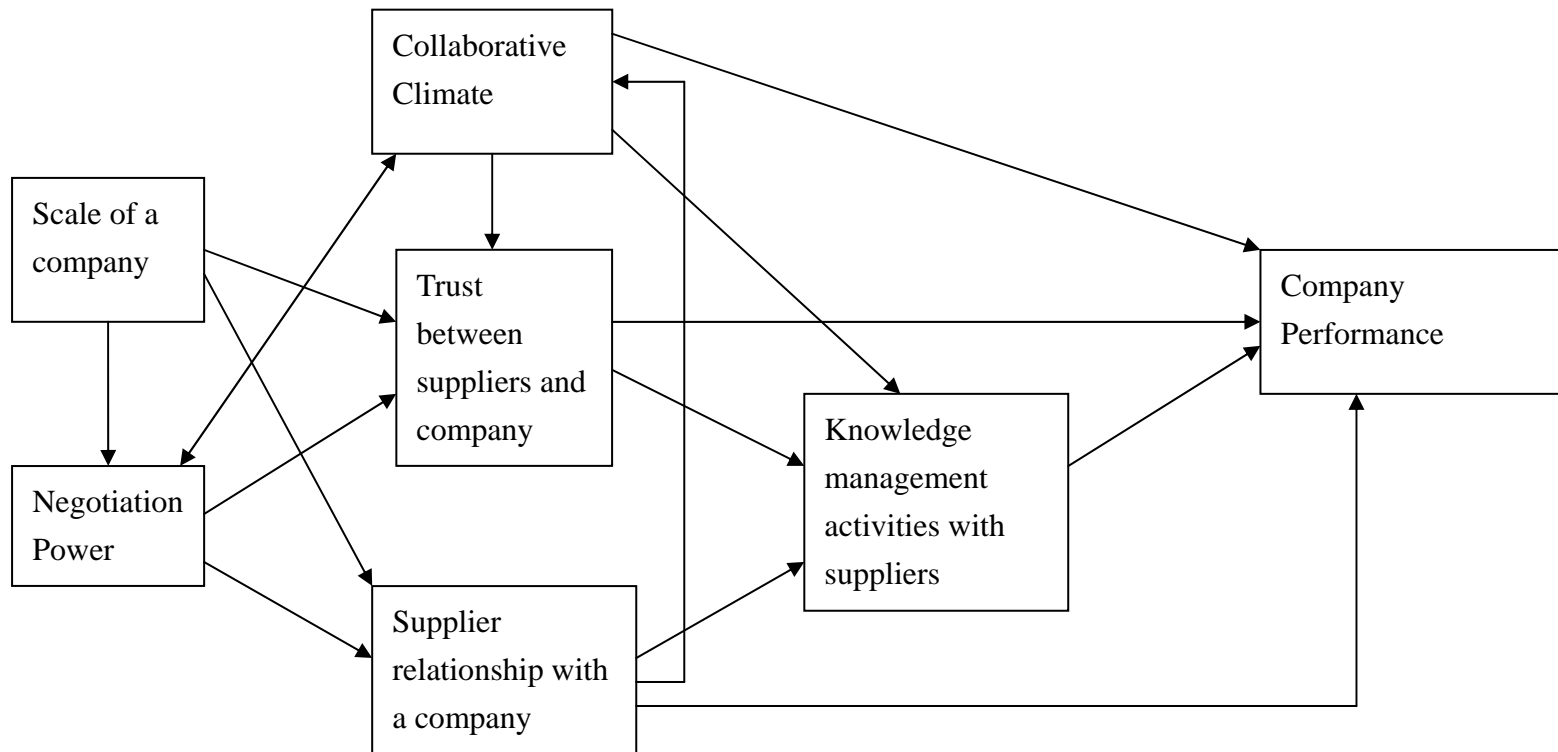 Collaborative
Climate
Scale of a
company
Trust
between
suppliers and
company
Company
Performance
Negotiation
Power
Knowledge
management
activities with
suppliers
Supplier
relationship with
a company